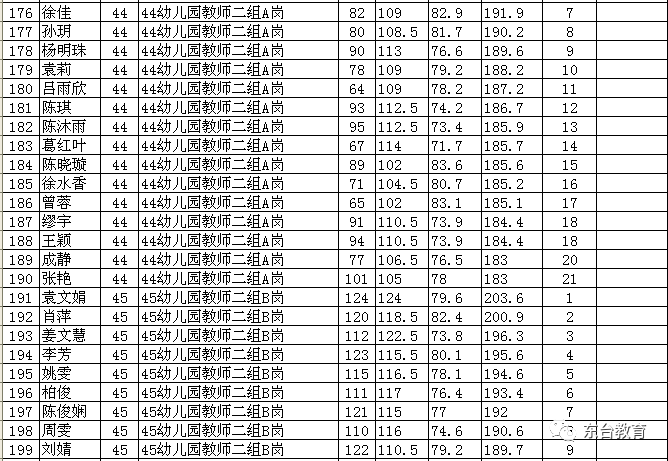 176 徐佳 44 44幼儿园教师二组A岗 82 109 82.9 191.9 7
177 孙玥 44 44幼儿园教师二组A岗 80 108.5 81.7 190.2 8
178 杨明珠 44 44幼儿园教师二组A岗 90 113 76.6 189.6 9
179 袁莉 44 44幼儿园教师二组A岗 78 109 79.2 188.2 10
180 吕雨欣 44 44幼儿园教师二组A岗 64 109 78.2 187.2 11
181 陈琪 44 44幼儿园教师二组A岗 93 112.5 74.2 186.7 12
182 陈沐雨 44 44幼儿园教师二组A岗 95 112.5 73.4 185.9 13
183 葛红叶 44 44幼儿园教师二组A岗 67 114 71.7 185.7 14
184 陈晓璇 44 44幼儿园教师二组A岗 89 102 83.6 185.6 15
185 徐水香 44 44幼儿园教师二组A岗 71 104.5 80.7 185.2 16
186 曾蓉 44 44幼儿园教师二组A岗 65 102 83.1 185.1 17
187 缪宇 44 44幼儿园教师二组A岗 91 110.5 73.9 184.4 18
188 王颖 44 44幼儿园教师二组A岗 94 110.5 73.9 184.4 18
189 成静 44 44幼儿园教师二组A岗 77 106.5 76.5 183 20
190 张艳 44 44幼儿园教师二组A岗 101 105 78 183 21
191 袁文娟 45 45幼儿园教师二组B岗 124 124 79.6 203.6 1
192 肖萍 45 45幼儿园教师二组B岗 120 118.5 82.4 200.9 2
193 姜文慧 45 45幼儿园教师二组B岗 112 122.5 73.8 196.3 3
194 李芳 45 45幼儿园教师二组B岗 123 115.5 80.1 195.6 4
195 姚雯 45 45幼儿园教师二组B岗 115 116.5 78.1 194.6 5
196 柏俊 45 45幼儿园教师二组B岗 111 117 76.4 193.4 6
197 陈俊娴 45 45幼儿园教师二组B岗 121 115 77 192 7
198 周雯 45 45幼儿园教师二组B岗 110 116 74.6 190.6
东台教育
199 刘婧 45 45幼儿园教师二组B岗 122 110.5 79.2 189.7 9